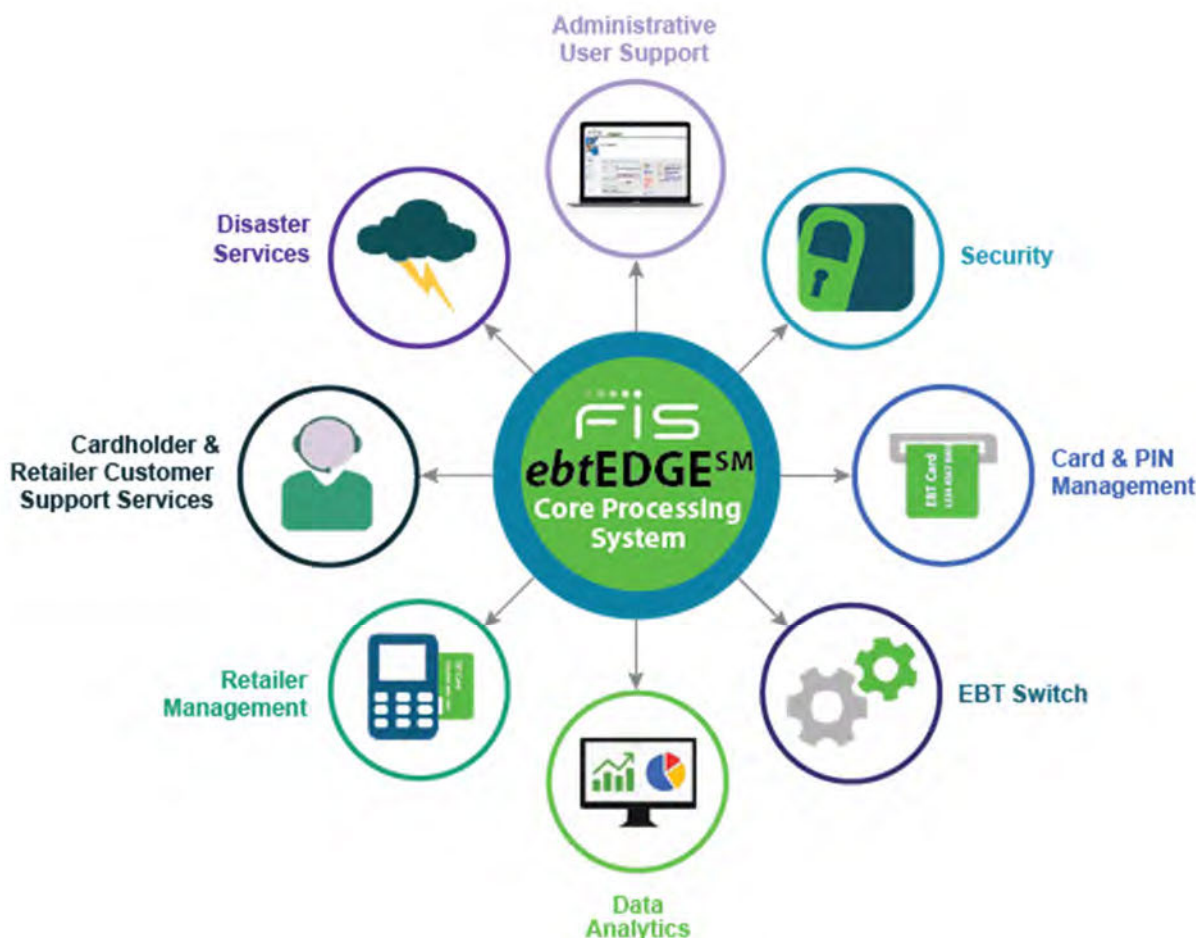 Administrative
User Support
Disaster
Services
Security
Cardholder &
Retailer Customer
Support Services
FIS
ebtEDGE℠
Core Processing
System
EBT Card
Card & PIN
Management
Retailer
Management
EBT Switch
Data
Analytics